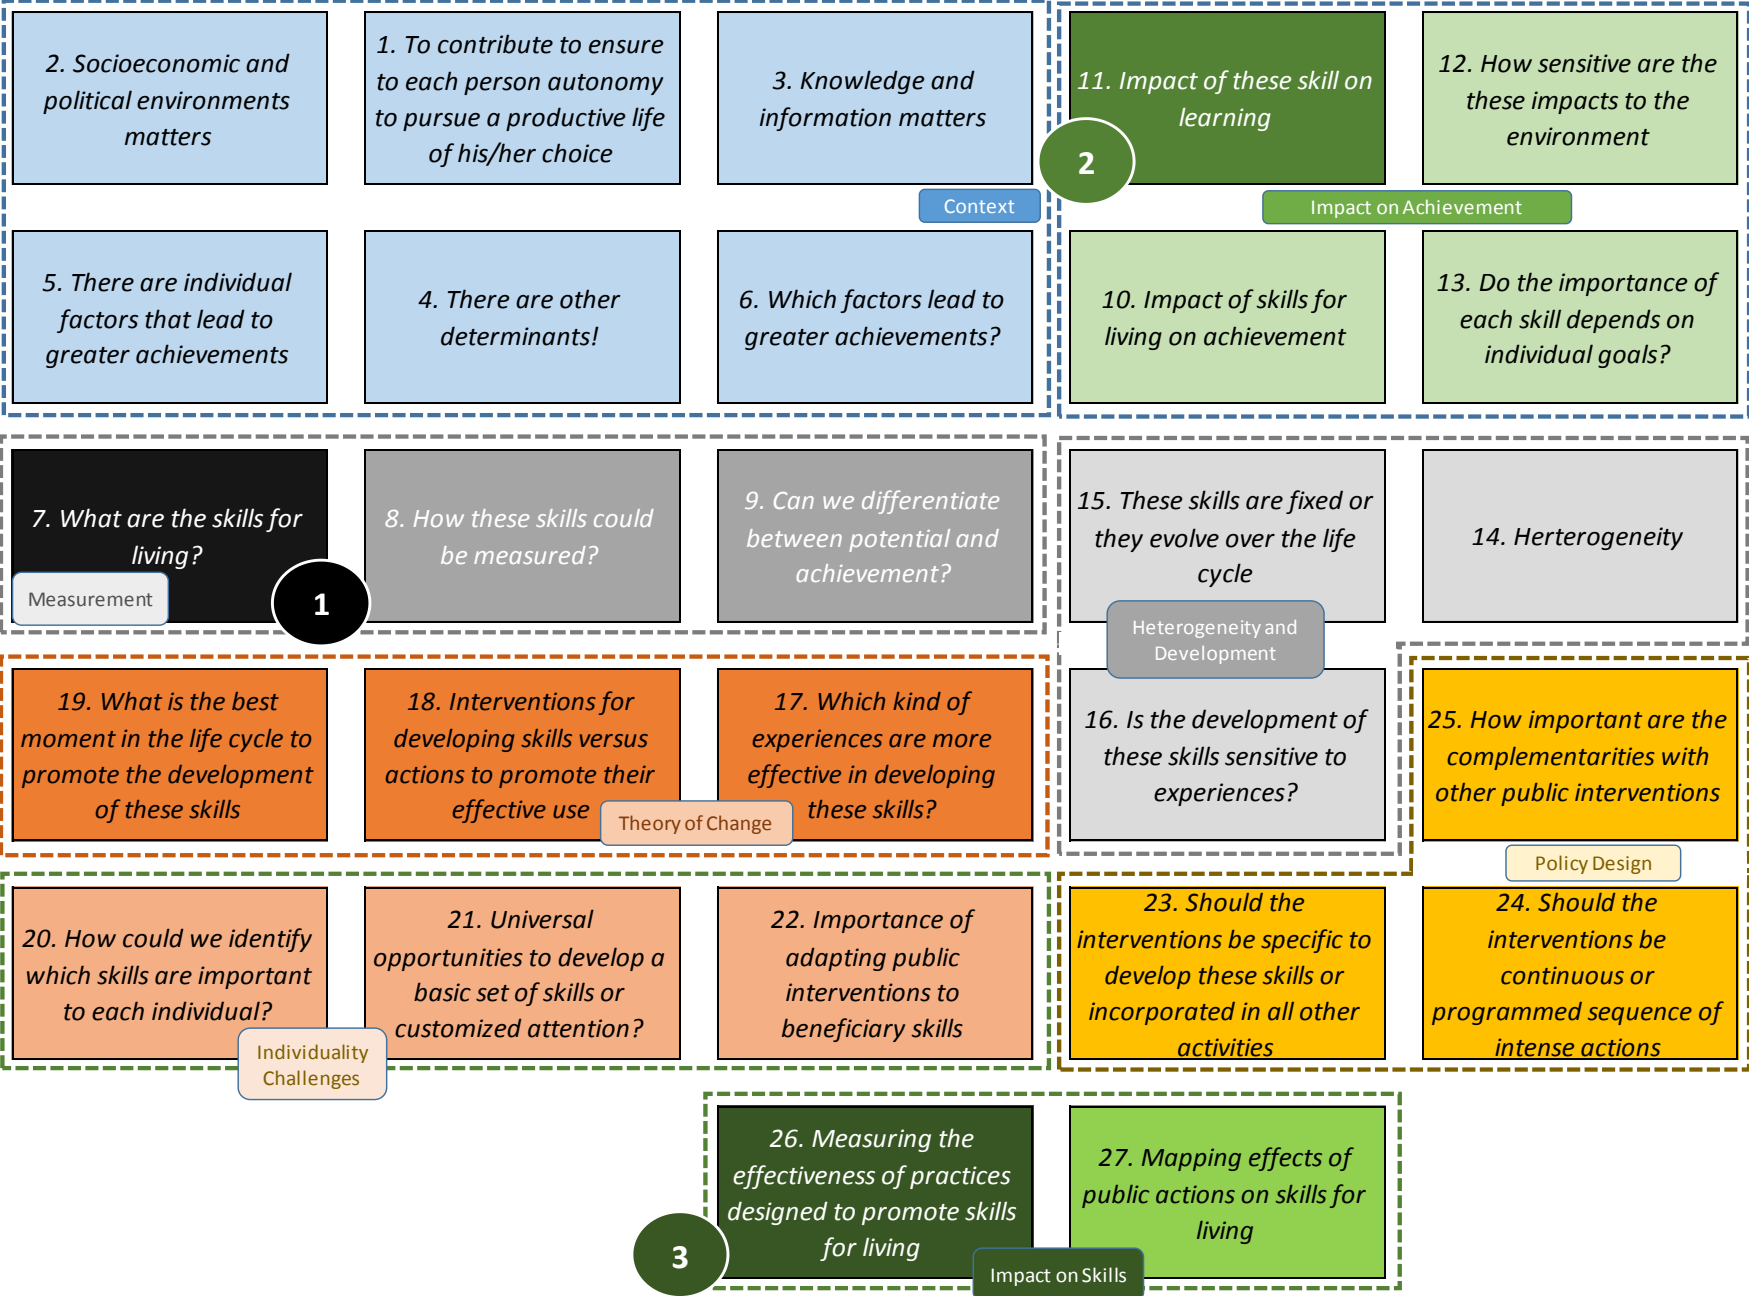 2. Socioeconomic and
political environments
matters
1. To contribute to ensure
to each person autonomy
to pursue a productive life
of his/her choice
3. Knowledge and
information matters
Context
5. There are individual
factors that lead to
greater achievements
4. There are other
determinants!
6. Which factors lead to
greater achievements?
11. Impact of these skill on
learning
2
12. How sensitive are the
these impacts to the
environment
Impact on Achievement
10. Impact of skills for
living on achievement
13. Do the importance of
each skill depends on
individual goals?
7. What are the skills for
living?
Measurement
1
8. How these skills could
be measured?
9. Can we differentiate
between potential and
achievement?
15. These skills are fixed or
they evolve over the life
cycle
14. Herterogeneity
Heterogeneity and
Development
16. Is the development of
these skills sensitive to
experiences?
19. What is the best
moment in the life cycle to
promote the development
of these skills
18. Interventions for
developing skills versus
actions to promote their
effective use
17. Which kind of
experiences are more
effective in developing
these skills?
Theory of Change
25. How important are the
complementarities with
other public interventions
Policy Design
20. How could we identify
which skills are important
to each individual?
21. Universal
opportunities to develop a
basic set of skills or
customized attention?
22. Importance of
adapting public
interventions to
beneficiary skills
Individuality
Challenges
23. Should the
interventions be specific to
develop these skills or
incorporated in all other
activities
24. Should the
interventions be
continuous or
programmed sequence of
intense actions
26. Measuring the
effectiveness of practices
designed to promote skills
for living
3
27. Mapping effects of
public actions on skills for
living
Impact on Skills